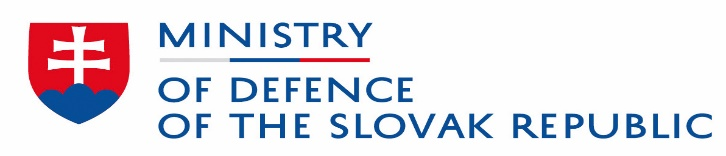 MINISTRY
OF DEFENCE
OF THE SLOVAK REPUBLIC